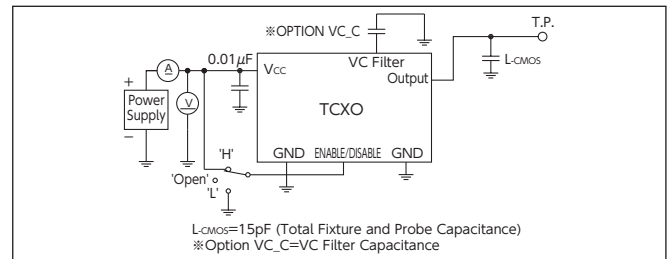 T.P.
※OPTION VC_C
L-CMOS
0.01μF
VCC
VC Filter
Output
A
+
Power
Supply
−
V
TCXO
GND
ENABLE/DISABLE
GND
'H'
'Open'
'L'
L-CMOS=15pF (Total Fixture and Probe Capacitance)
※Option VC_C=VC Filter Capacitance